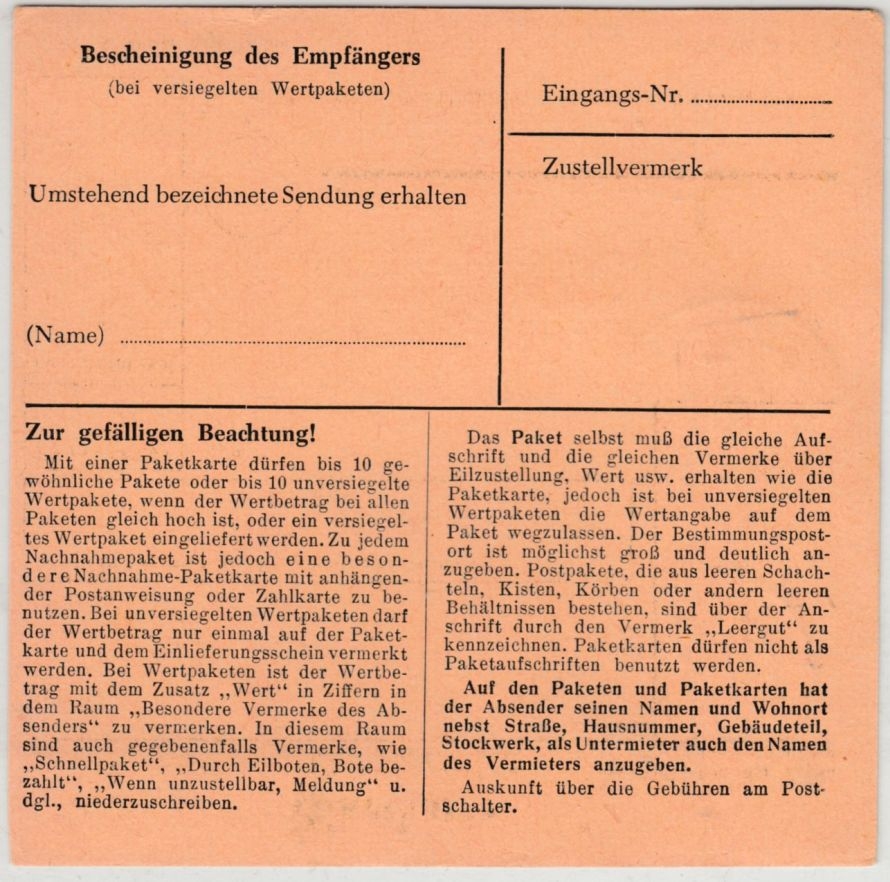 Bescheinigung des Empfängers
(bei versiegelten Wertpaketen)
Umstehend bezeichnete Sendung erhalten
(Name)
Eingangs-Nr.
Zustellvermerk
Zur gefälligen Beachtung!
Mit einer Paketkarte dürfen bis 10 ge-
wöhnliche Pakete oder bis 10 unversiegelte
Wertpakete, wenn der Wertbetrag bei allen
Paketen gleich hoch ist, oder ein versiegel-
tes Wertpaket eingeliefert werden. Zu jedem
Nachnahmepaket ist jedoch eine beson-
dere Nachnahme-Paketkarte mit anhängen-
der Postanweisung oder Zahlkarte zu be-
nutzen. Bei unversiegelten Wertpaketen darf
der Wertbetrag nur einmal auf der Paket-
karte und dem Einlieferungsschein vermerkt
werden. Bei Wertpaketen ist der Wertbe-
trag mit dem Zusatz „Wert“ in Ziffern in
dem Raum „Besondere Vermerke des Ab-
senders“ zu vermerken. In diesem Raum
sind auch gegebenenfalls Vermerke, wie
„Schnellpaket“, „Durch Eilboten, Bote be-
zahlt“, „Wenn unzustellbar, Meldung“ u.
dgl., niederzuschreiben.
Das Paket selbst muß die gleiche Auf-
schrift und die gleichen Vermerke über
Eilzustellung, Wert usw. erhalten wie die
Paketkarte, jedoch ist bei unversiegelten
Wertpaketen die Wertangabe auf dem
Paket wegzulassen. Der Bestimmungspost-
ort ist möglichst groß und deutlich an-
zugeben. Postpakete, die aus leeren Schach-
teln, Kisten, Körben oder andern leeren
Behältnissen bestehen, sind über der An-
schrift durch den Vermerk „Leergut“ zu
kennzeichnen. Paketkarten dürfen nicht als
Paketaufschriften benutzt werden.
Auf den Paketen und Paketkarten hat
der Absender seinen Namen und Wohnort
nebst Straße, Hausnummer, Gebäudeteil,
Stockwerk, als Untermieter auch den Namen
des Vermieters anzugeben.
Auskunft über die Gebühren am Post-
schalter.